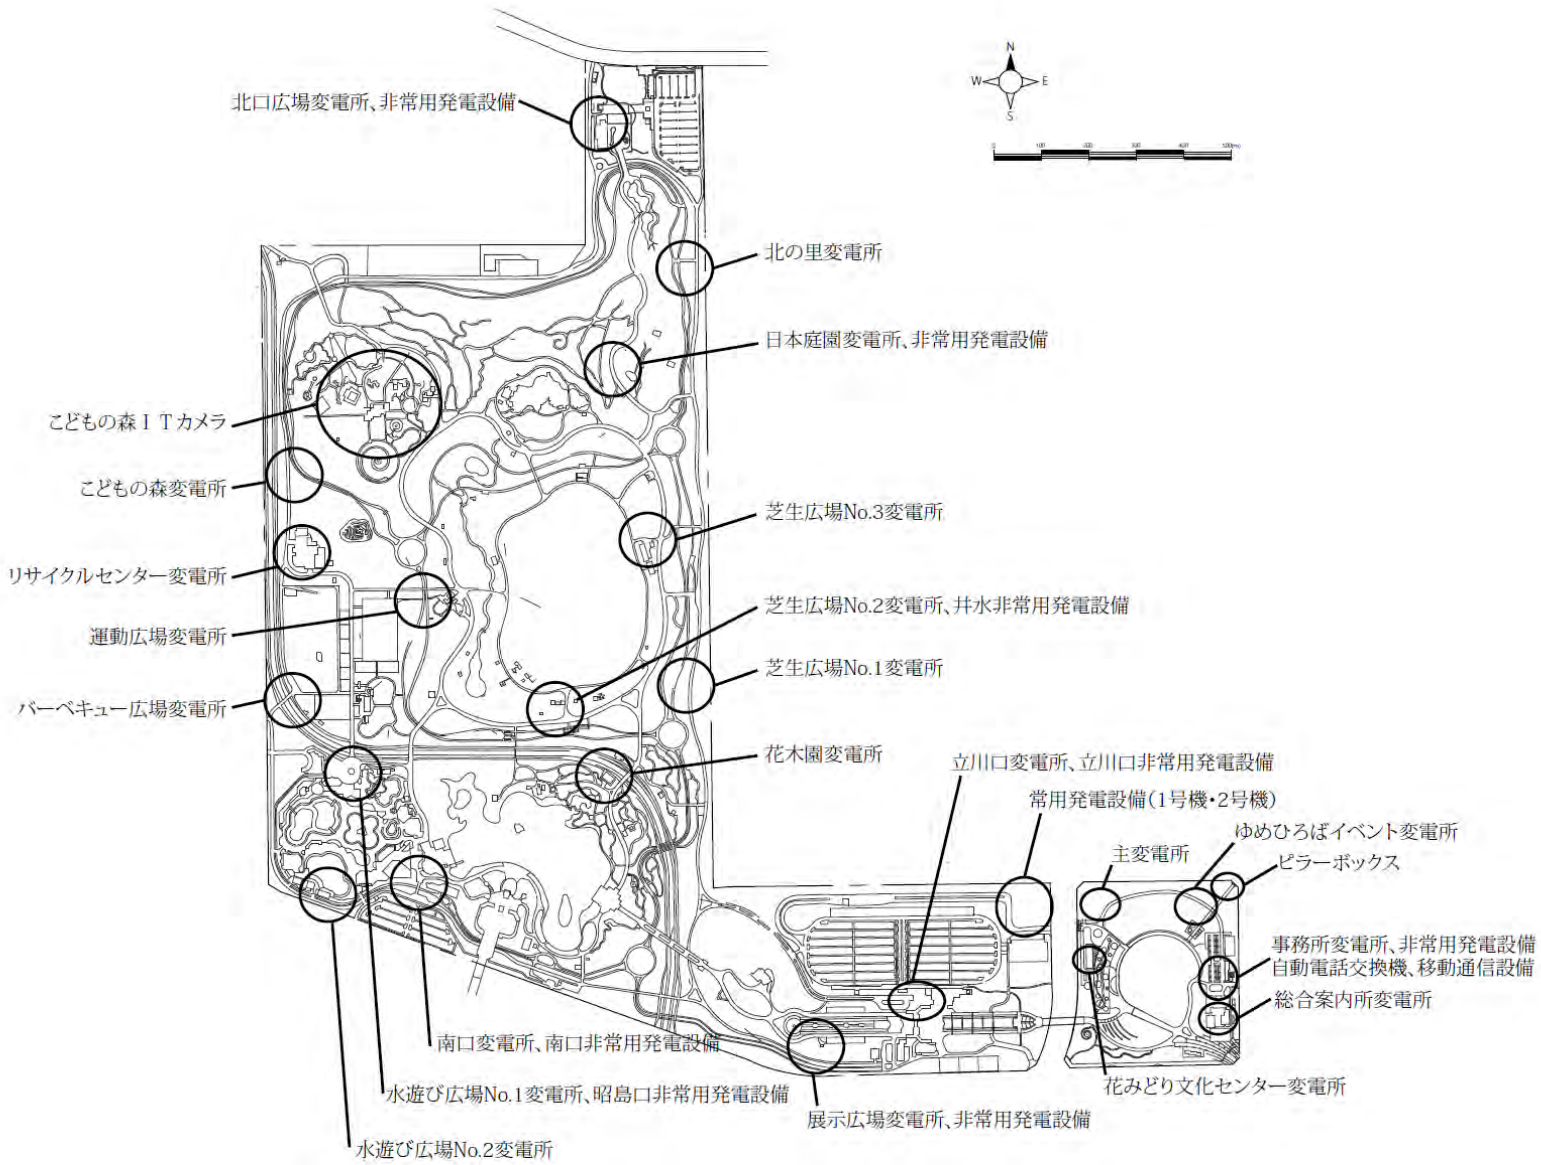 N
W E
S
0 100 200 300 400 500(m)
北口広場変電所、非常用発電設備
北の里変電所
日本庭園変電所、非常用発電設備
こどもの森ITカメラ
こどもの森変電所
芝生広場No.3変電所
リサイクルセンター変電所
芝生広場No.2変電所、井水非常用発電設備
運動広場変電所
芝生広場No.1変電所
バーベキュー広場変電所
花木園変電所
立川口変電所、立川口非常用発電設備
常用発電設備(1号機・2号機)
ゆめひろばイベント変電所
主変電所
ピラーボックス
事務所変電所、非常用発電設備
自動電話交換機、移動通信設備
総合案内所変電所
南口変電所、南口非常用発電設備
水遊び広場No.1変電所、昭島口非常用発電設備
花みどり文化センター変電所
展示広場変電所、非常用発電設備
水遊び広場No.2変電所